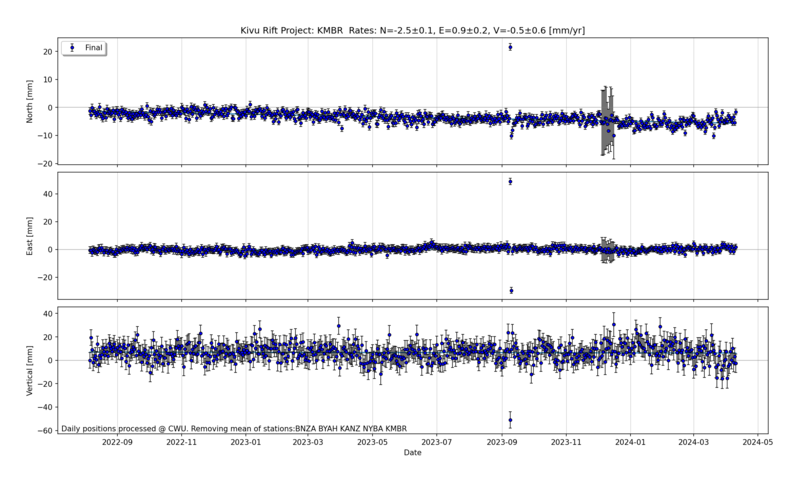 Kivu Rift Project: KMBR  Rates: N=-2.5±0.1, E=0.9±0.2, V=-0.5±0.6 [mm/yr]
Final
North [mm]
20
10
0
−10
−20
East [mm]
40
20
0
−20
Vertical [mm]
40
20
0
−20
−40
−60
Daily positions processed @ CWU. Removing mean of stations:BNZA BYAH KANZ NYBA KMBR
2022-09 2022-11 2023-01 2023-03 2023-05 2023-07 2023-09 2023-11 2024-01 2024-03 2024-05
Date